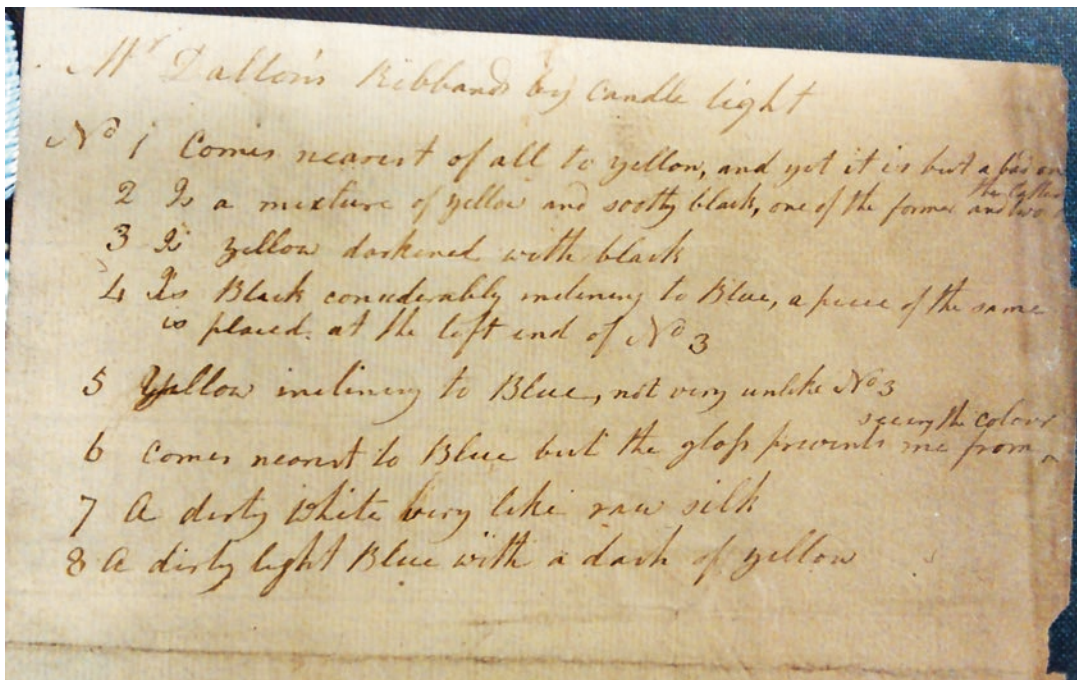 Mr Dalton's Ribbands by Candle light
No 1 Comes nearest of all to yellow, and yet it is but a bad
2 Is a mixture of yellow and sooty black, one of the former and two
3 Is yellow darkened with black
4 Is Black considerably inclining to Blue, a piece of the same
is placed at the left end of No 3
5 Yellow inclining to Blue, not very unlike No 3
6 Comes nearest to Blue but the gloss prevents me from seeing the colour
7 A dirty White very like raw silk
8 A dirty light Blue with a dash of yellow